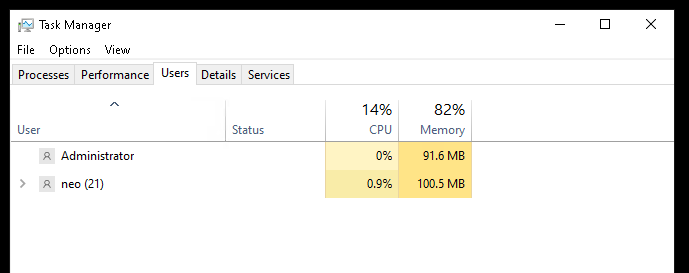 Task Manager
File Options View
Processes Performance Users Details Services
14% 82%
User Status CPU Memory
Administrator 0% 91.6 MB
neo (21) 0.9% 100.5 MB